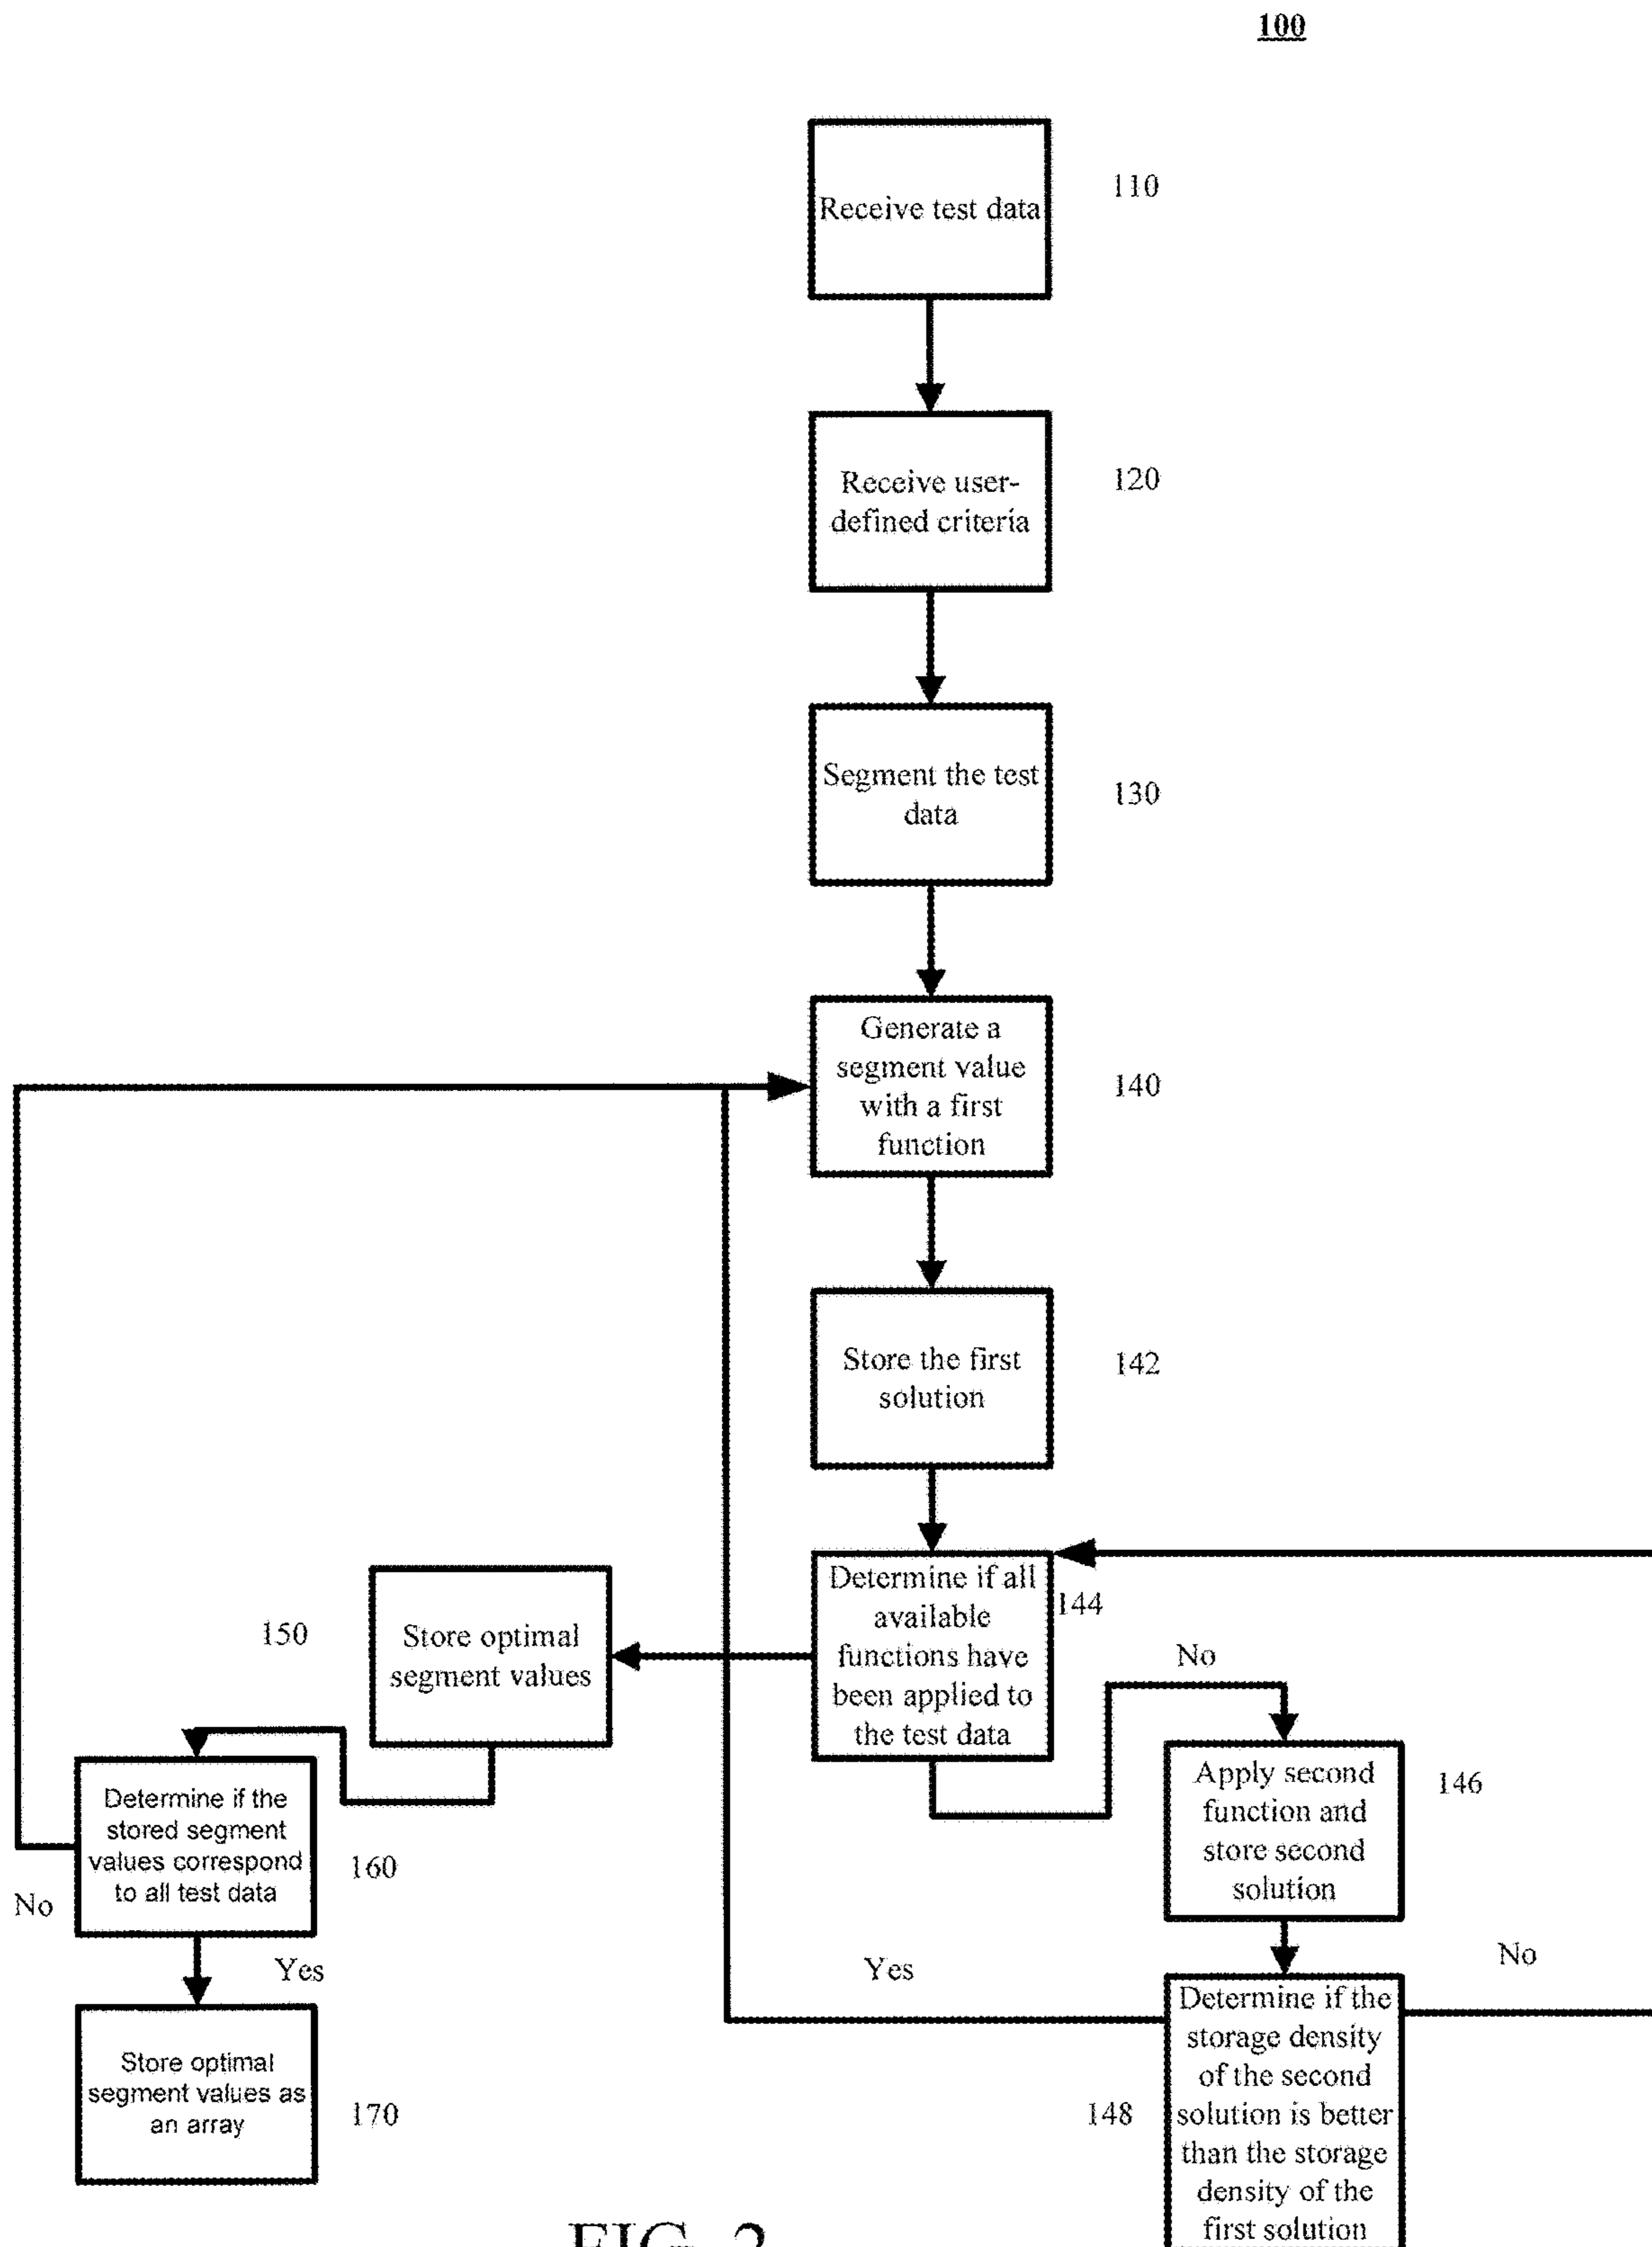 100
Receive test data
110
Receive user-
defined criteria
120
Segment the test
data
130
Generate a
segment value
with a first
function
140
Store the first
solution
142
Determine if all
available
functions have
been applied to
the test data
144
150
Store optimal
segment values
No
Apply second
function and
store second
solution
146
Determine if the
stored segment
values correspond
to all test data
160
No
Yes
Yes
No
Determine if the
storage density
of the second
solution is better
than the storage
density of the
first solution
148
Store optimal
segment values as
an array
170
FIG. 2